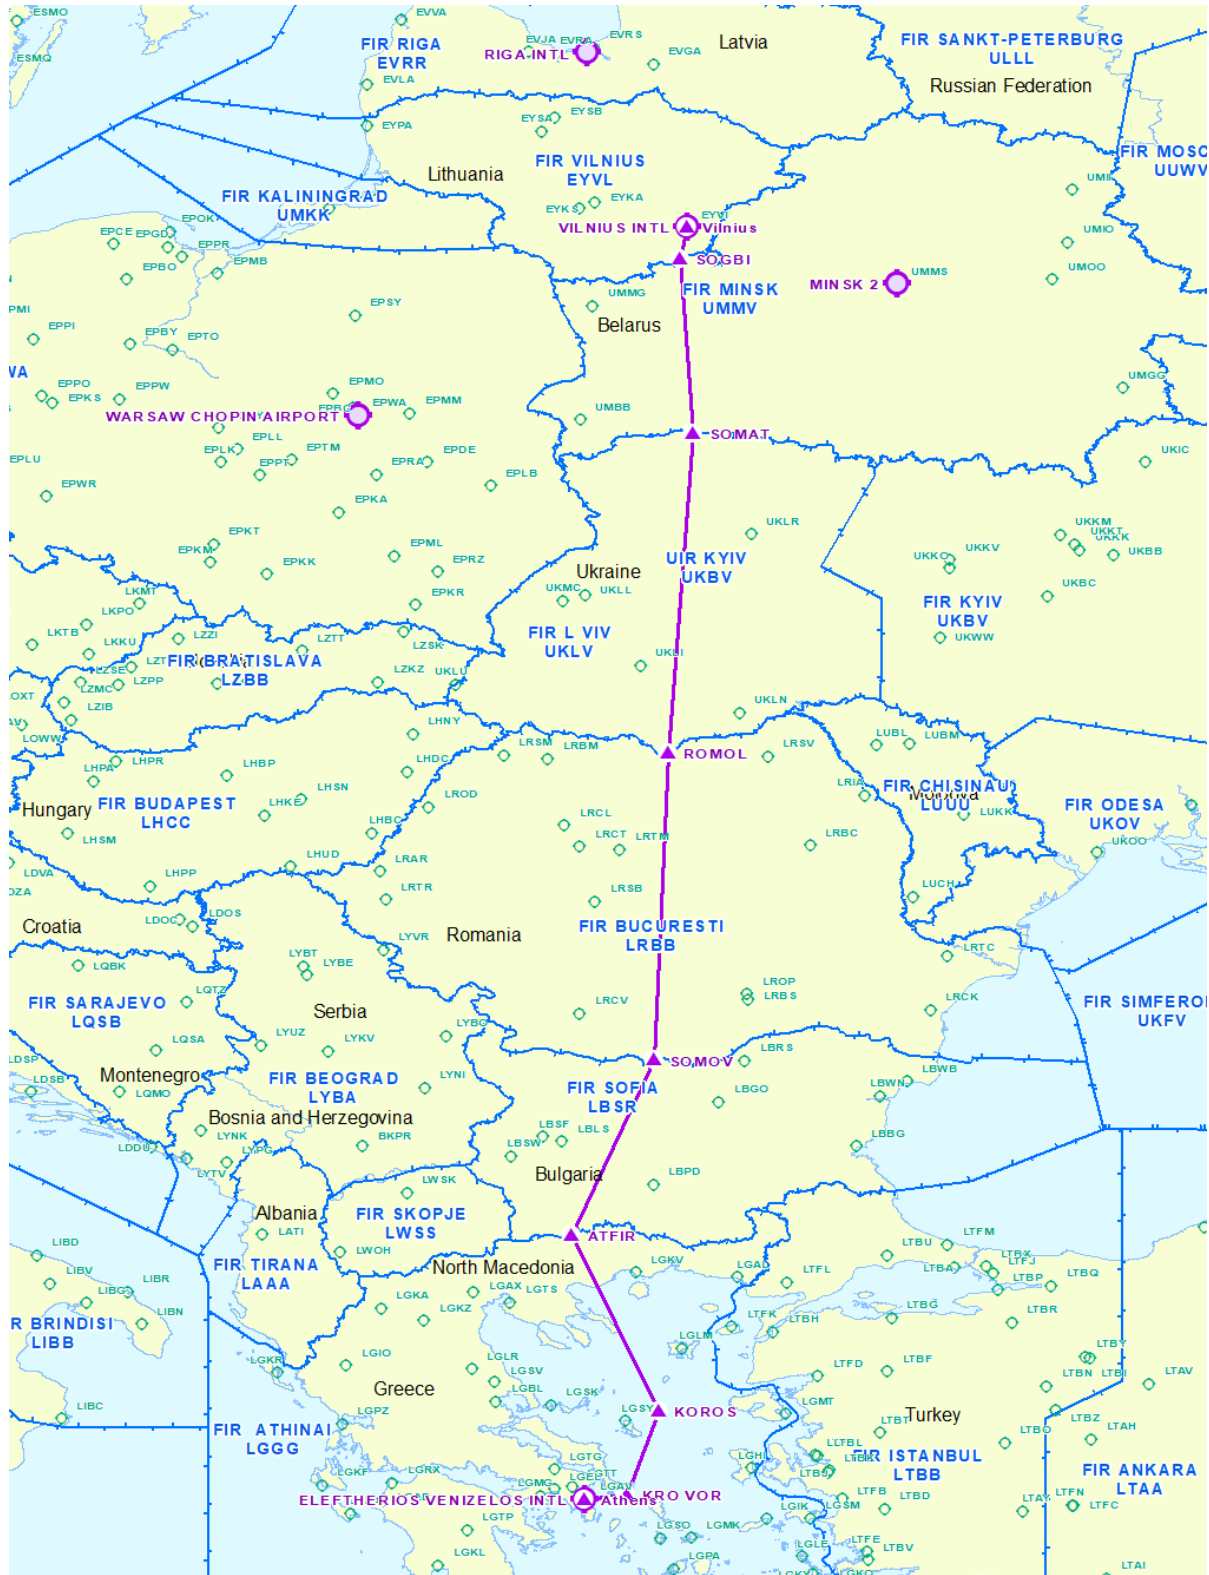 ESMO
EVVA
EVRS
EVJA
EVRA
Latvia
FIR RIGA
EVRR
RIGA INTL
EVGA
ESMQ
EVLA
FIR SANKT-PETERBURG
ULLL
Russian Federation
EYPA
EYSA
EYSB
FIR VILNIUS
EYVL
Lithuania
FIR KALININGRAD
UMKK
EYKS
EYKA
EYVI
VILNIUS INTL
Vilnius
SOGBI
UMII
UMIO
UMOO
EPOK
EPCE
EPGD
EPPR
EPBO
EPMB
FIR MINSK
UMMV
MINSK 2
UMMS
UMMG
Belarus
EPSY
EPPI
EPBY
EPTO
EPPO
EPKS
EPPW
EPMO
EPWA
EPMM
WARSAW CHOPIN AIRPORT
UMBB
UMGG
SOMAT
EPLL
EPLK
EPPT
EPTM
EPRA
EPDE
EPLU
EPWR
EPLB
EPKA
UKIC
UKLR
UKKM
UKKT
UKKK
UKBB
EPKT
EPKM
EPKK
EPML
EPRZ
EPKR
UKKO
UKKV
UKBC
UIR KYIV
UKBV
Ukraine
UKMC
UKLL
FIR KYIV
UKBV
UKWW
FIR L VIV
UKLV
UKLI
LKMT
LKPO
LKTB
LKKU
LZZI
LZTT
LZSK
FIR BRATISLAVA
LZBB
LZSE
LZPP
LZMC
LZIB
LZKZ
UKLU
LOWW
UKLN
LHNY
LRSM
LRBM
ROMOL
LRSV
LUBL
LUBM
LHPR
LHPA
LHBP
LHDC
LHSN
LHKE
LROD
LRIA
FIR CHISINAU
LUUU
Moldova
LUKK
Hungary
FIR BUDAPEST
LHCC
LHSM
LHBC
LRCL
LRCT
LRTM
LRBC
FIR ODESA
UKOV
UKOO
LDVA
LHPP
LHUD
LRAR
LRTR
LRSB
LUCH
Croatia
LDOC
LDOS
FIR BUCURESTI
LRBB
Romania
LYVR
LRTC
LQBK
LYBT
LYBE
FIR SARAJEVO
LQSB
LQTZ
Serbia
LRCV
LROP
LRBS
LRCK
LQSA
LYUZ
LYKV
LYBO
LDSP
LDSB
Montenegro
LQMO
FIR BEOGRAD
LYBA
LYNI
SOMOV
LBRS
FIR SOFIA
LBSR
LBGO
LBWN
LBWB
Bosnia and Herzegovina
LYNK
LDDU
LYPG
LYTV
BKPR
LBSF
LBLS
LBSW
LBBG
Bulgaria
LBPD
LWSK
Albania
LATI
FIR SKOPJE
LWSS
LWOH
ATFIR
LIBD
LIBV
LIBG
LIBR
LIBN
FIR TIRANA
LAAA
North Macedonia
LGKV
LTFM
LTBU
LTBA
LTBX
LTFJ
LTBP
LTBQ
LTFL
LGKA
LGAX
LGTS
LGKZ
LTFK
LTBH
LTBG
LTBR
LIBB
LGKR
LGIO
LGLR
LGSV
LGBL
LGLM
LTFD
LTBF
LTBY
LTBN
LTBI
LTAV
Greece
LGSK
LGSY
KOROS
LGMT
LTBT
Turkey
LIBC
LGPZ
FIR ATHINAI
LGGG
LTBO
LTBZ
LTAH
FIR ISTANBUL
LTBB
LTBL
FIR ANKARA
LTAA
LGKF
LGRX
LGMG
LGTG
LGEL
LGAV
LGHI
KRO VOR
ELEFTHERIOS VENIZELOS INTL
Athens
LGTP
LGKL
LGSO
LGMK
LGPA
LGIK
LGSM
LTFB
LTBD
LTAY
LTFN
LTFC
LGLE
LTFE
LTBV
LGKO
LTAI